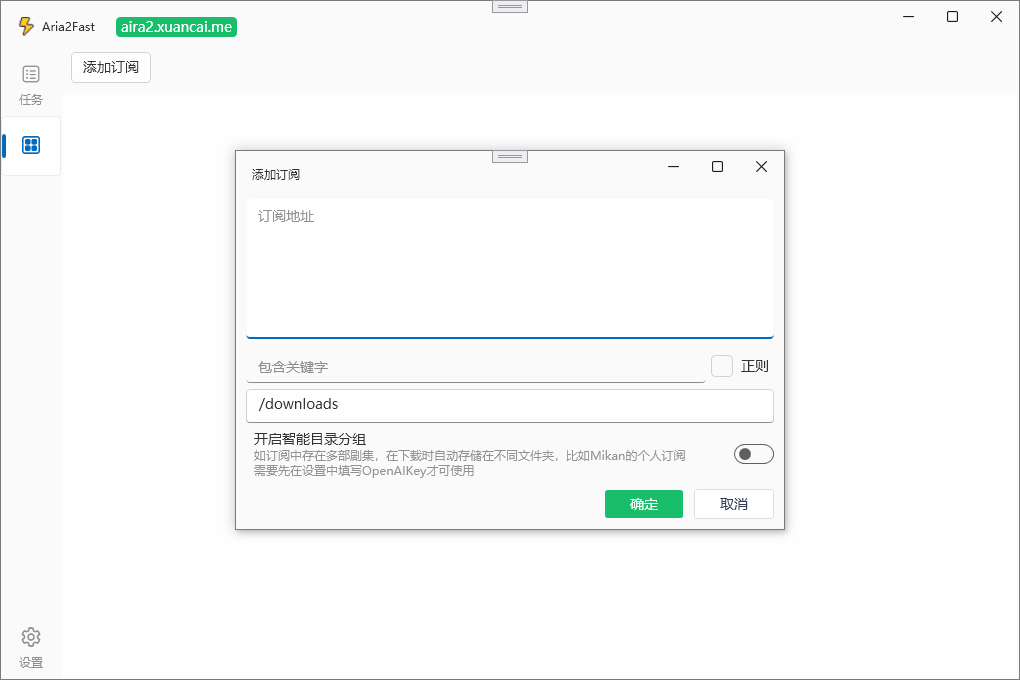 Aria2Fast
aira2.xuancai.me
添加订阅
任务
添加订阅
订阅地址
包含关键字
正则
/downloads
开启智能目录分组
如订阅中存在多部剧集，在下载时自动存储在不同文件夹，比如Mikan的个人订阅
需要先在设置中填写OpenAIKey才可使用
确定
取消
设置